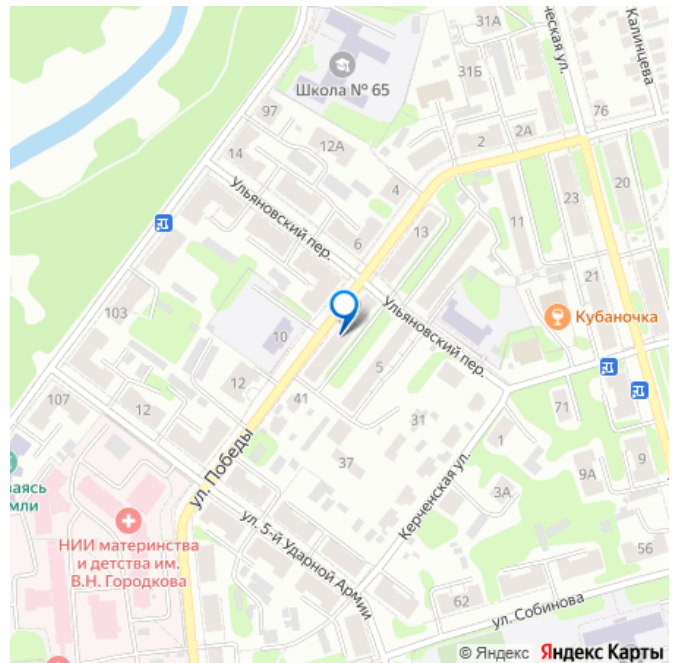 31А
ческая ул.
Калинцева
31Б
Школа № 65
97
76
12А
2А
2
14
4
Ульяновский пер.
23
20
6
13
11
21
103
10
Ульяновский пер.
Кубаночка
5
12
107
12
41
71
31
1
ул. Победы
37
9А
9
ваясь
мли
Керченская ул.
3А
НИИ материнства
и детства им.
В.Н. Городкова
ул. 5-й Ударной Армии
56
62
ул. Собинова
© Яндекс Яндекс Карты